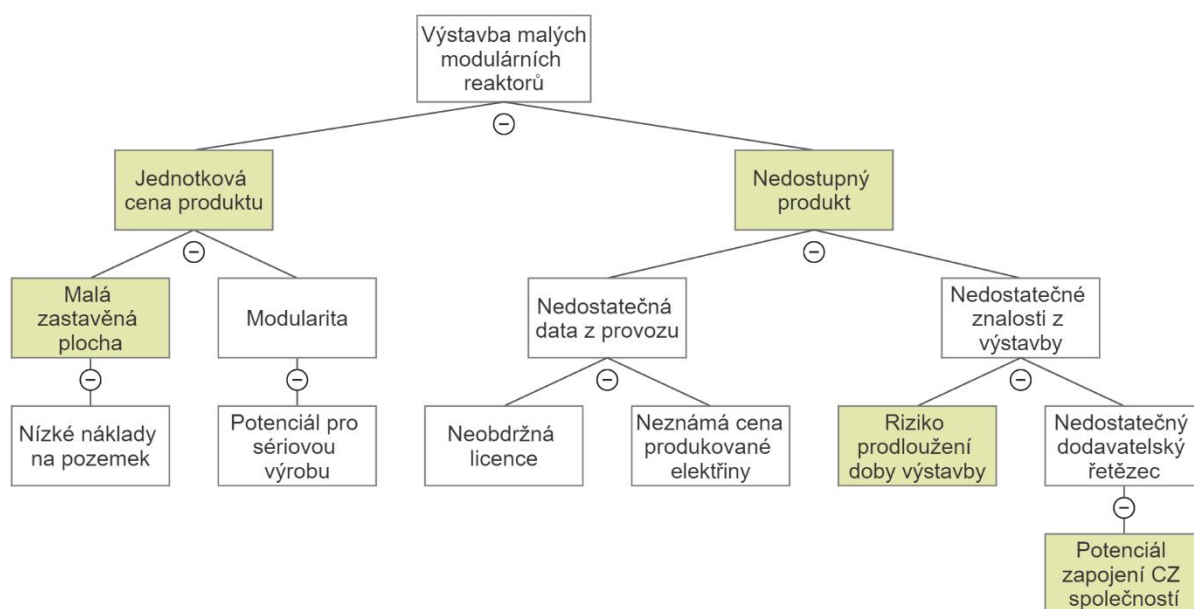 Výstavba malých
modulárních
reaktorů
Jednotková
cena produktu
Nedostupný
produkt
Malá
zastavěná
plocha
Modularita
Nedostatečná
data z provozu
Nedostatečné
znalosti z
výstavby
Nízké náklady
na pozemek
Potenciál pro
sériovou
výrobu
Neobdržná
licence
Neznámá cena
produkované
elektřiny
Riziko
prodloužení
doby výstavby
Nedostatečný
dodavatelský
řetězec
Potenciál
zapojení CZ
společností